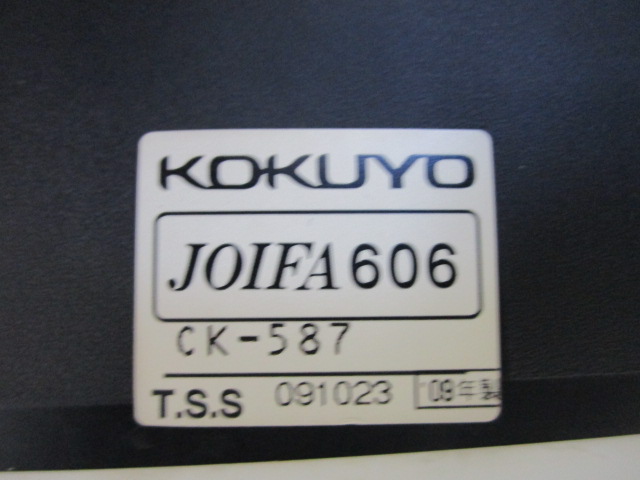 KOKUYO
JOIFA606
CK-587
T.S.S 091023 '09年製